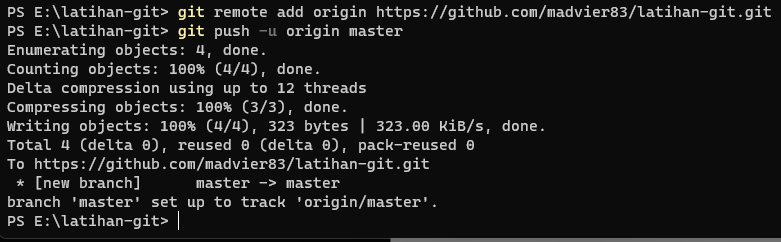 PS E:\latihan-git> git remote add origin https://github.com/madvier83/latihan-git.git
PS E:\latihan-git> git push -u origin master
Enumerating objects: 4, done.
Counting objects: 100% (4/4), done.
Delta compression using up to 12 threads
Compressing objects: 100% (3/3), done.
Writing objects: 100% (4/4), 323 bytes | 323.00 KiB/s, done.
Total 4 (delta 0), reused 0 (delta 0), pack-reused 0
To https://github.com/madvier83/latihan-git.git
 * [new branch]      master -> master
branch 'master' set up to track 'origin/master'.
PS E:\latihan-git>